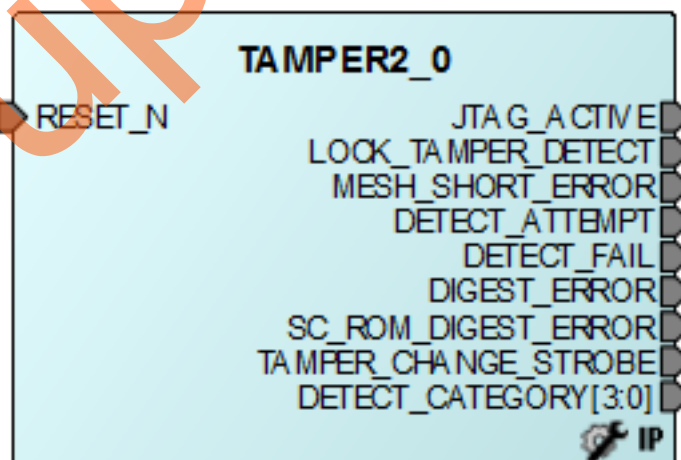 TAMPER2_0
RESET_N
JTAG_ACTIVE
LOCK_TAMPER_DETECT
MESH_SHORT_ERROR
DETECT_ATTEMPT
DETECT_FAIL
DIGEST_ERROR
SC_ROM_DIGEST_ERROR
TAMPER_CHANGE_STROBE
DETECT_CATEGORY[3:0]
IP